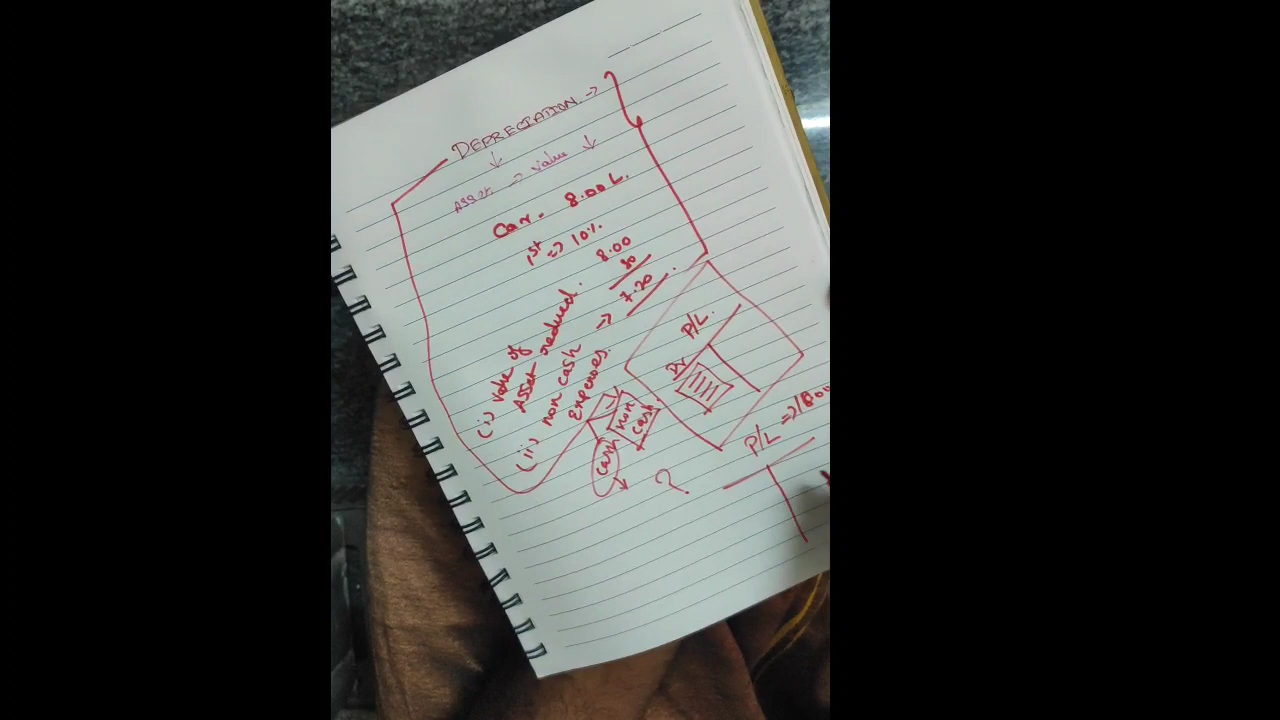 DEPRECIATION →
↓
Asset → value ↓
Car - 8.00 L.
1st => 10%
8.00
80
7.20
(i) value of
Asset reduced.
(ii) non cash =>
Expenses.
cash non
cash
?
P/L.
Dr
P/L => 1800